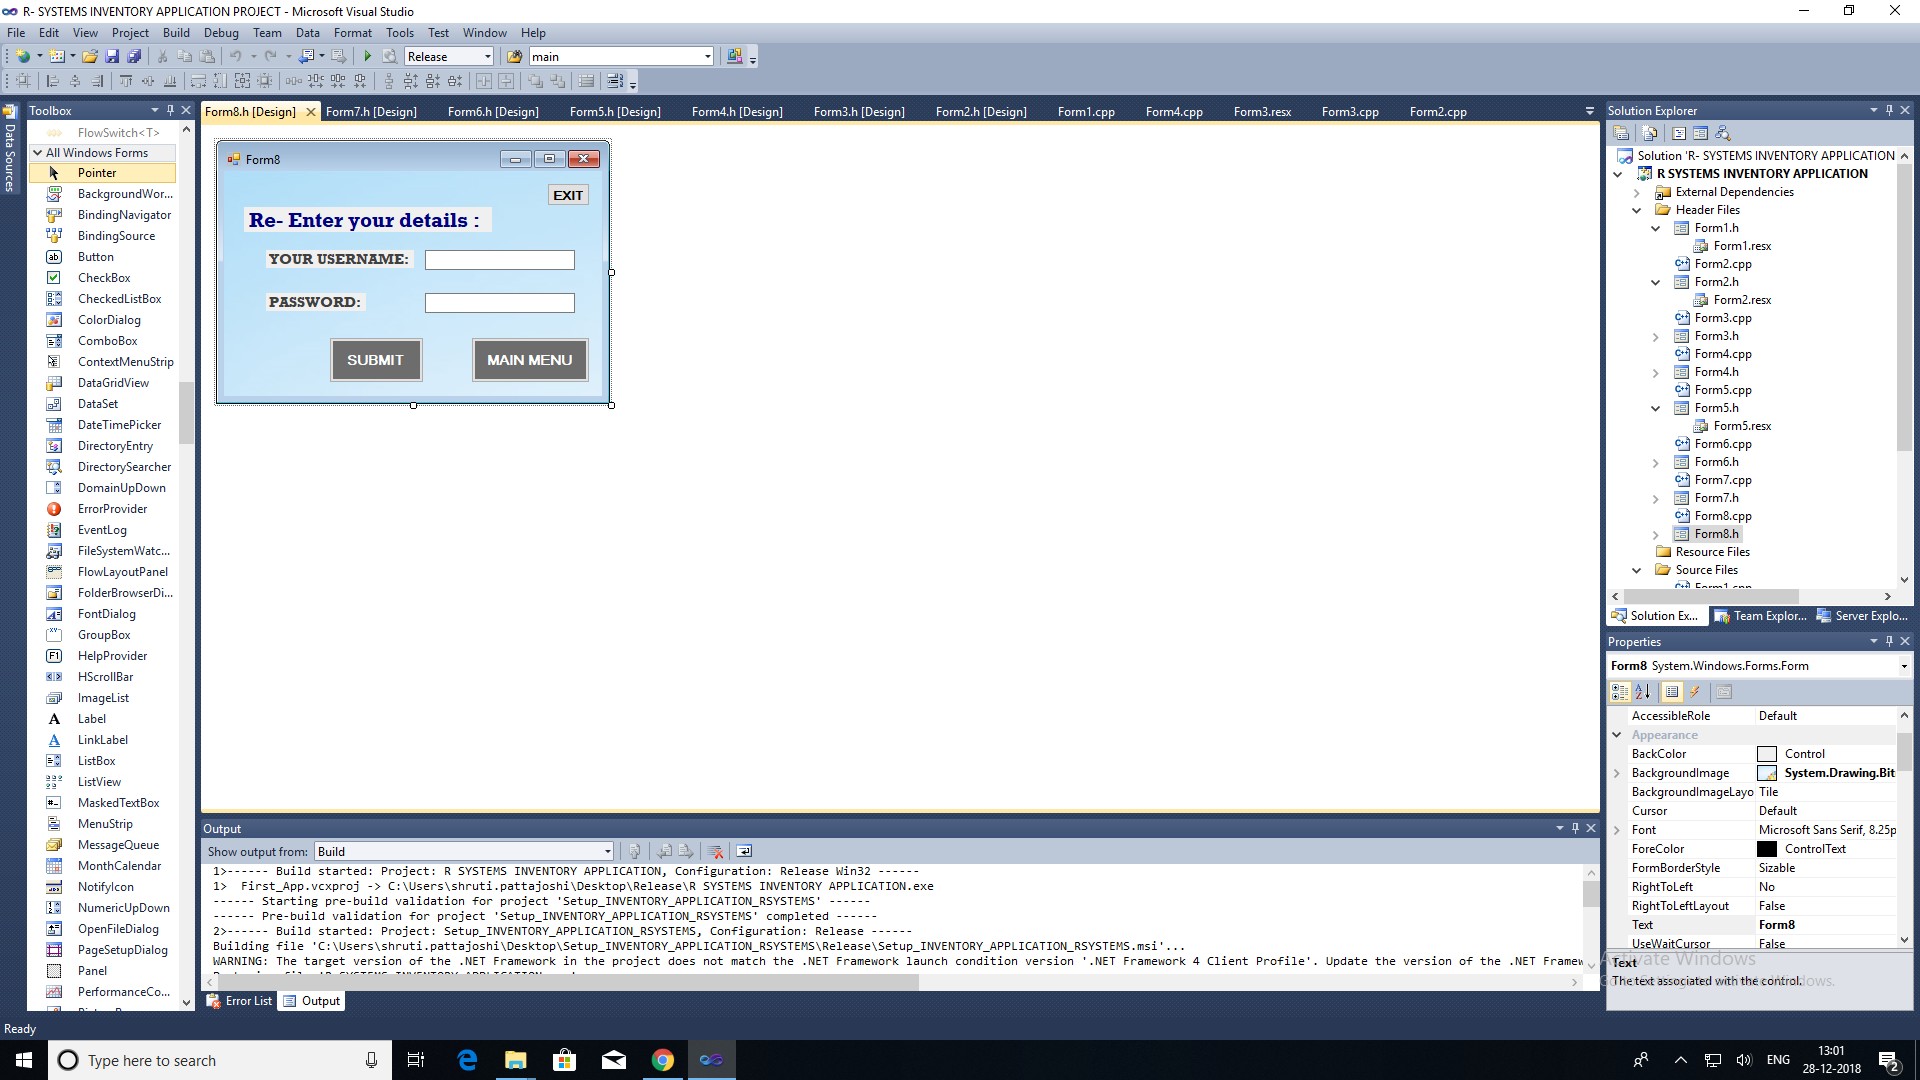 R- SYSTEMS INVENTORY APPLICATION PROJECT - Microsoft Visual Studio
File Edit View Project Build Debug Team Data Format Tools Test Window Help
Release main
Data Sources
Toolbox
FlowSwitch<T>
All Windows Forms
Pointer
BackgroundWor...
BindingNavigator
BindingSource
Button
CheckBox
CheckedListBox
ColorDialog
ComboBox
ContextMenuStrip
DataGridView
DataSet
DateTimePicker
DirectoryEntry
DirectorySearcher
DomainUpDown
ErrorProvider
EventLog
FileSystemWatc...
FlowLayoutPanel
FolderBrowserDi...
FontDialog
GroupBox
HelpProvider
HScrollBar
ImageList
Label
LinkLabel
ListBox
ListView
MaskedTextBox
MenuStrip
MessageQueue
MonthCalendar
NotifyIcon
NumericUpDown
OpenFileDialog
PageSetupDialog
Panel
PerformanceCo...
Form8.h [Design] Form7.h [Design] Form6.h [Design] Form5.h [Design] Form4.h [Design] Form3.h [Design] Form2.h [Design] Form1.cpp Form4.cpp Form3.resx Form3.cpp Form2.cpp
Form8
EXIT
Re- Enter your details :
YOUR USERNAME:
PASSWORD:
SUBMIT MAIN MENU
Output
Show output from: Build
1>------ Build started: Project: R SYSTEMS INVENTORY APPLICATION, Configuration: Release Win32 ------
1>  First_App.vcxproj -> C:\Users\shruti.pattajoshi\Desktop\Release\R SYSTEMS INVENTORY APPLICATION.exe
------ Starting pre-build validation for project 'Setup_INVENTORY_APPLICATION_RSYSTEMS' ------
------ Pre-build validation for project 'Setup_INVENTORY_APPLICATION_RSYSTEMS' completed ------
2>------ Build started: Project: Setup_INVENTORY_APPLICATION_RSYSTEMS, Configuration: Release ------
Building file 'C:\Users\shruti.pattajoshi\Desktop\Setup_INVENTORY_APPLICATION_RSYSTEMS\Release\Setup_INVENTORY_APPLICATION_RSYSTEMS.msi'...
WARNING: The target version of the .NET Framework in the project does not match the .NET Framework launch condition version '.NET Framework 4 Client Profile'. Update the version of the .NET Framew
Error List Output
Solution Explorer
Solution 'R- SYSTEMS INVENTORY APPLICATION
R SYSTEMS INVENTORY APPLICATION
External Dependencies
Header Files
Form1.h
Form1.resx
Form2.cpp
Form2.h
Form2.resx
Form3.cpp
Form3.h
Form4.cpp
Form4.h
Form5.cpp
Form5.h
Form5.resx
Form6.cpp
Form6.h
Form7.cpp
Form7.h
Form8.cpp
Form8.h
Resource Files
Source Files
Form1.cpp
Solution Ex... Team Explor... Server Explo...
Properties
Form8 System.Windows.Forms.Form
AccessibleRole Default
Appearance
BackColor Control
BackgroundImage System.Drawing.Bit
BackgroundImageLayo Tile
Cursor Default
Font Microsoft Sans Serif, 8.25p
ForeColor ControlText
FormBorderStyle Sizable
RightToLeft No
RightToLeftLayout False
Text Form8
UseWaitCursor False
Activate Windows
Text
The text associated with the control.
Ready
Type here to search
ENG
13:01
28-12-2018
2